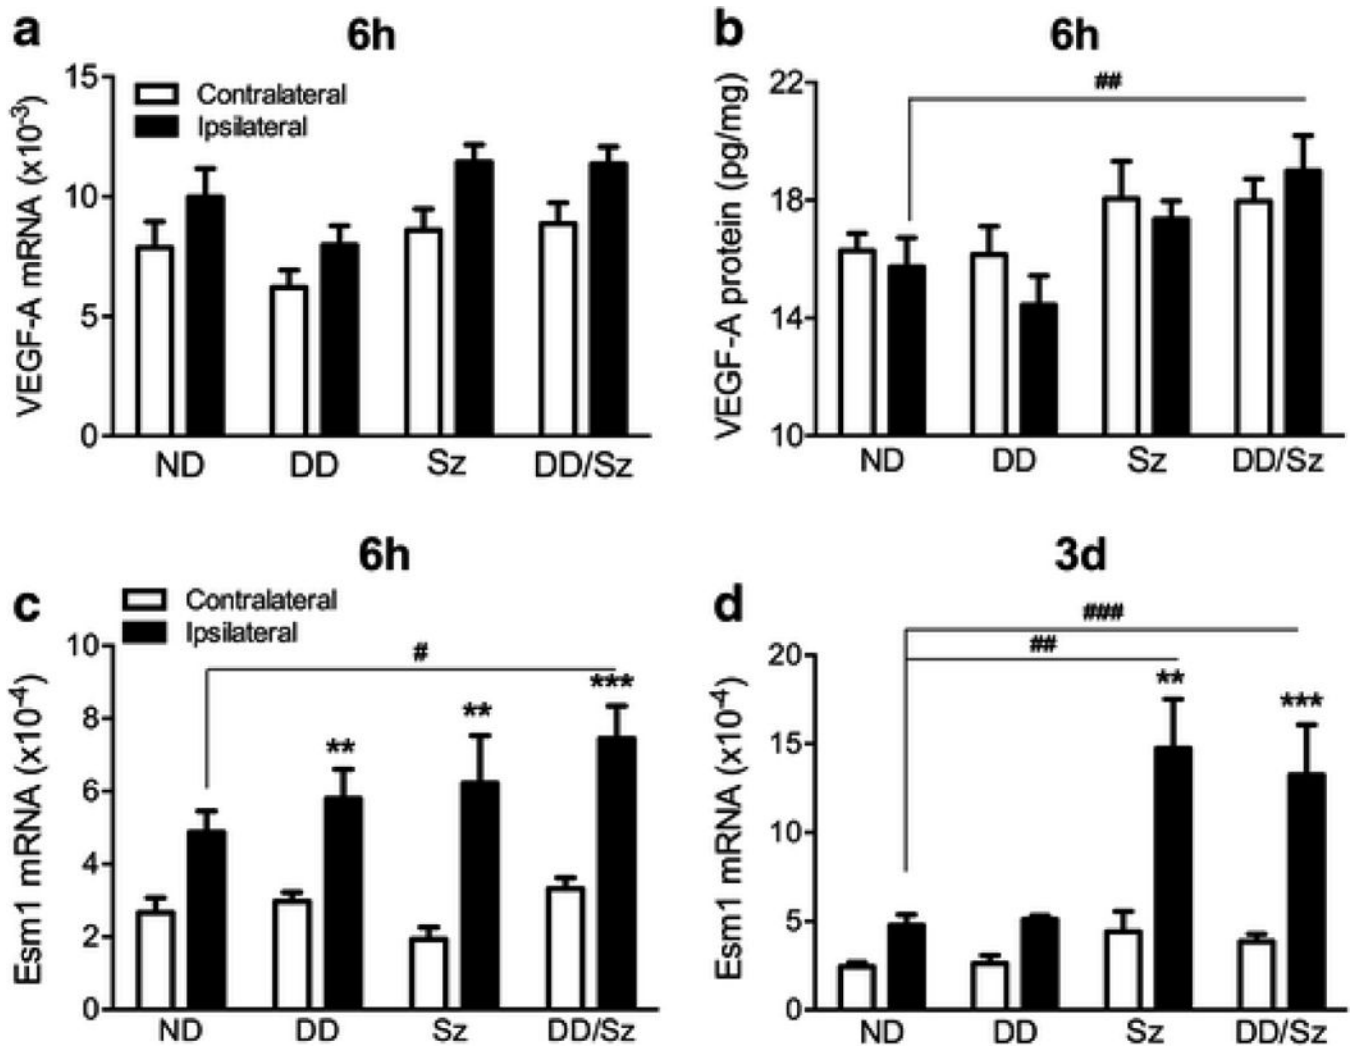 a
6h
VEGF-A mRNA (x10-3)
15
10
5
0
Contralateral
Ipsilateral
ND DD Sz DD/Sz
b
6h
VEGF-A protein (pg/mg)
22
18
14
10
##
ND DD Sz DD/Sz
c
6h
Contralateral
Ipsilateral
Esm1 mRNA (x10-4)
10
8
6
4
2
0
#
** ** ***
ND DD Sz DD/Sz
d
3d
Esm1 mRNA (x10-4)
20
15
10
5
0
###
##
** ***
ND DD Sz DD/Sz